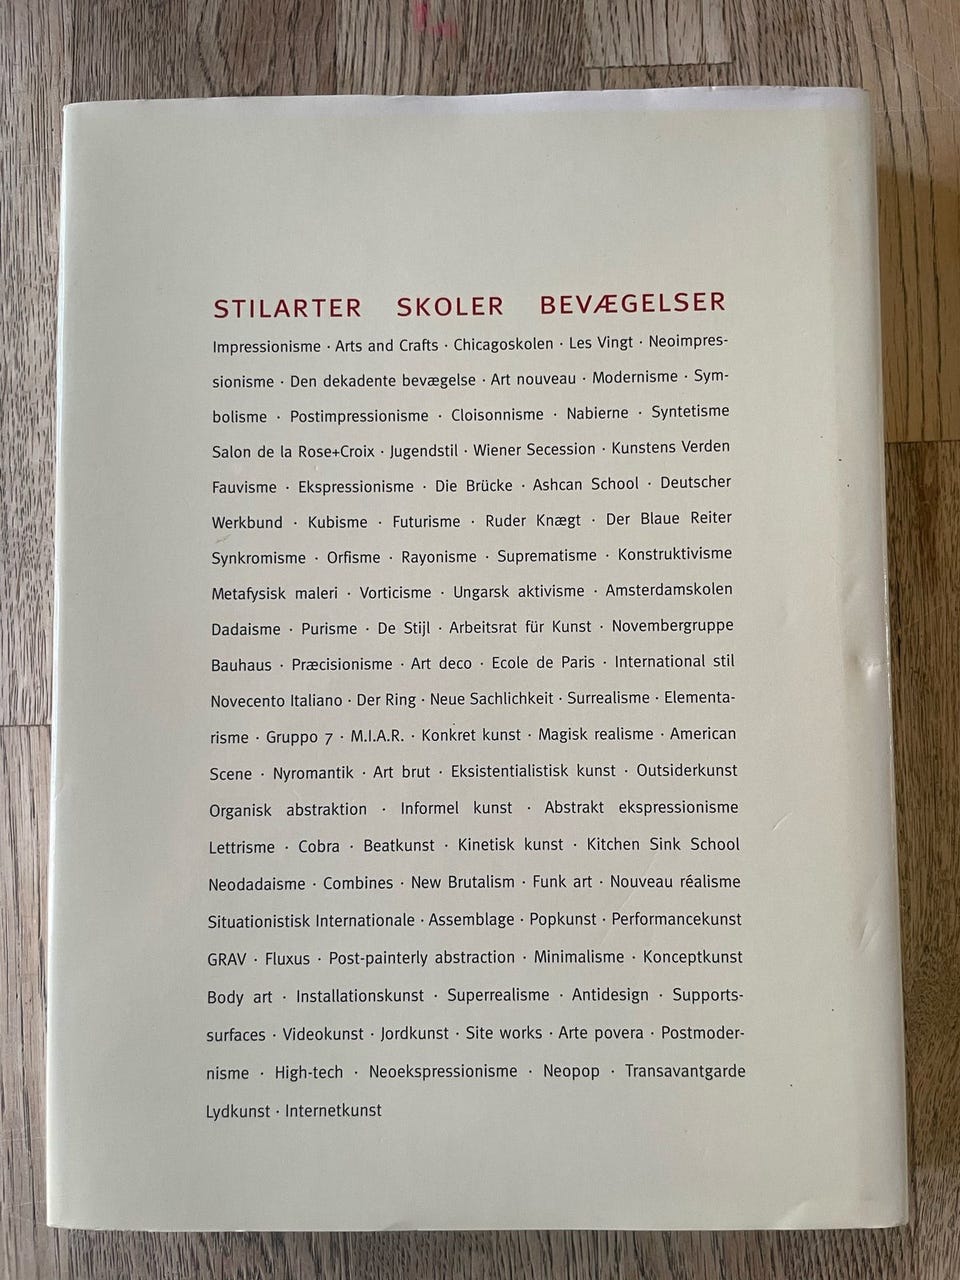 STILARTER SKOLER BEVÆGELSER
Impressionisme · Arts and Crafts · Chicagoskolen · Les Vingt · Neoimpres-
sionisme · Den dekadente bevægelse · Art nouveau · Modernisme · Sym-
bolisme · Postimpressionisme · Cloisonnisme · Nabierne · Syntetisme
Salon de la Rose+Croix · Jugendstil · Wiener Secession · Kunstens Verden
Fauvisme · Ekspressionisme · Die Brücke · Ashcan School · Deutscher
Werkbund · Kubisme · Futurisme · Ruder Knægt · Der Blaue Reiter
Synkromisme · Orfisme · Rayonisme · Suprematisme · Konstruktivisme
Metafysisk maleri · Vorticisme · Ungarsk aktivisme · Amsterdamskolen
Dadaisme · Purisme · De Stijl · Arbeitsrat für Kunst · Novembergruppe
Bauhaus · Præcisionisme · Art deco · Ecole de Paris · International stil
Novecento Italiano · Der Ring · Neue Sachlichkeit · Surrealisme · Elementa-
risme · Gruppo 7 · M.I.A.R. · Konkret kunst · Magisk realisme · American
Scene · Nyromantik · Art brut · Eksistentialistisk kunst · Outsiderkunst
Organisk abstraktion · Informel kunst · Abstrakt ekspressionisme
Lettrisme · Cobra · Beatkunst · Kinetisk kunst · Kitchen Sink School
Neodadaisme · Combines · New Brutalism · Funk art · Nouveau réalisme
Situationistisk Internationale · Assemblage · Popkunst · Performancekunst
GRAV · Fluxus · Post-painterly abstraction · Minimalisme · Konceptkunst
Body art · Installationskunst · Superrealisme · Antidesign · Supports-
surfaces · Videokunst · Jordkunst · Site works · Arte povera · Postmoder-
nisme · High-tech · Neoekspressionisme · Neopop · Transavantgarde
Lydkunst · Internetkunst